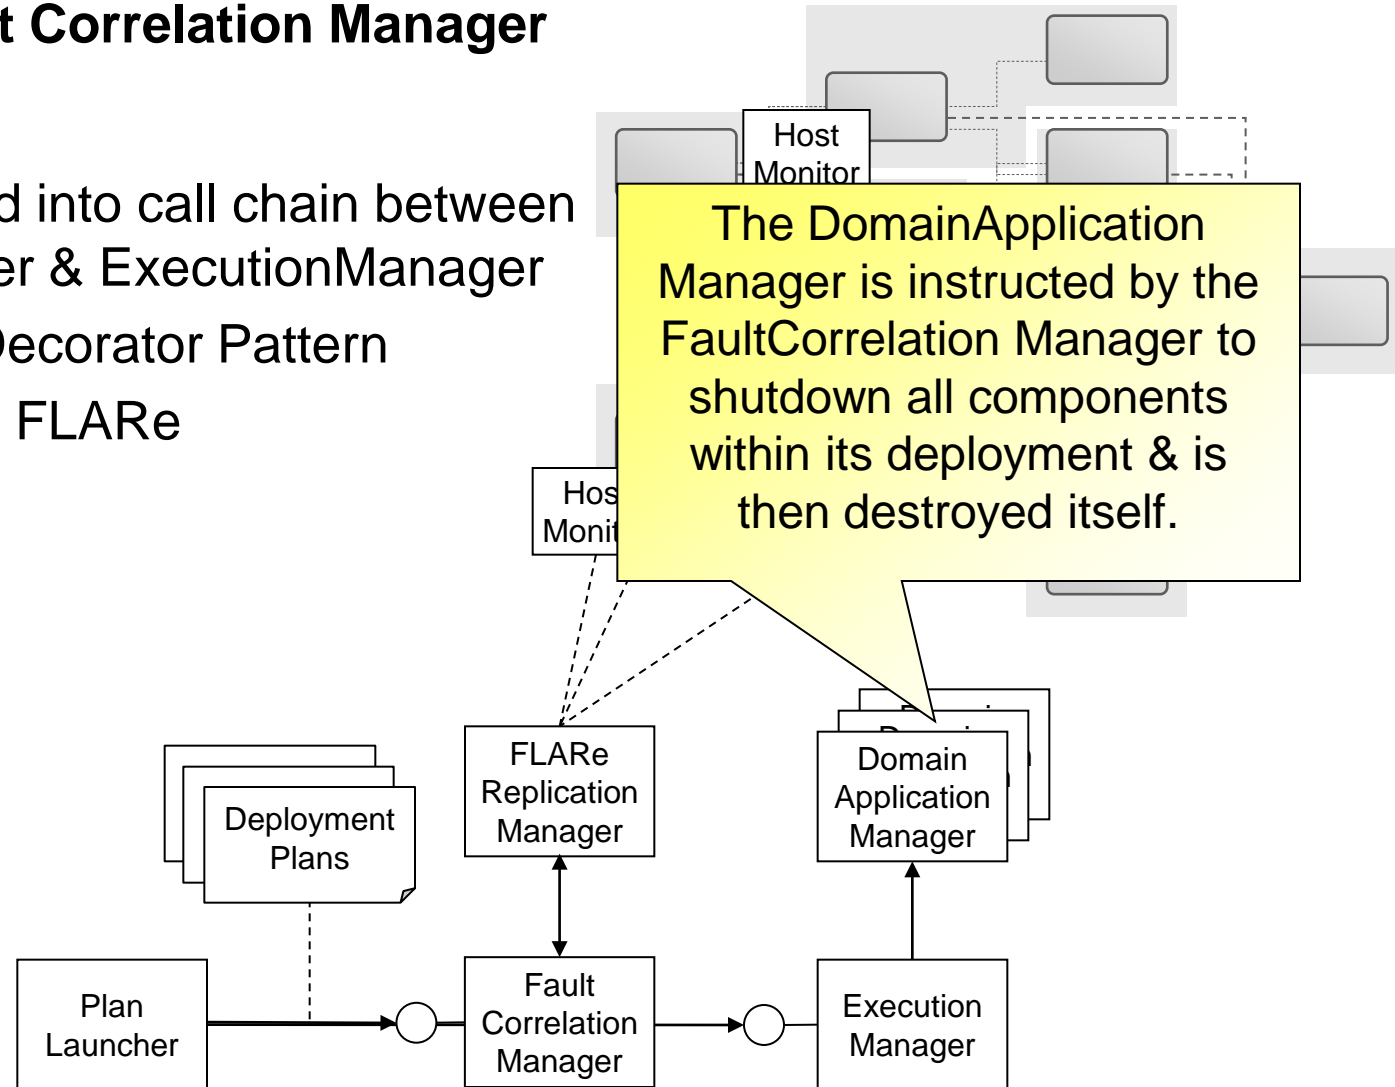 t Correlation Manager
d into call chain between
er & ExecutionManager
Decorator Pattern
FLARe
Host
Monitor
The DomainApplication
Manager is instructed by the
FaultCorrelation Manager to
shutdown all components
within its deployment & is
then destroyed itself.
Hos
Monit
FLARe
Replication
Manager
Domain
Application
Manager
Deployment
Plans
Plan
Launcher
Fault
Correlation
Manager
Execution
Manager